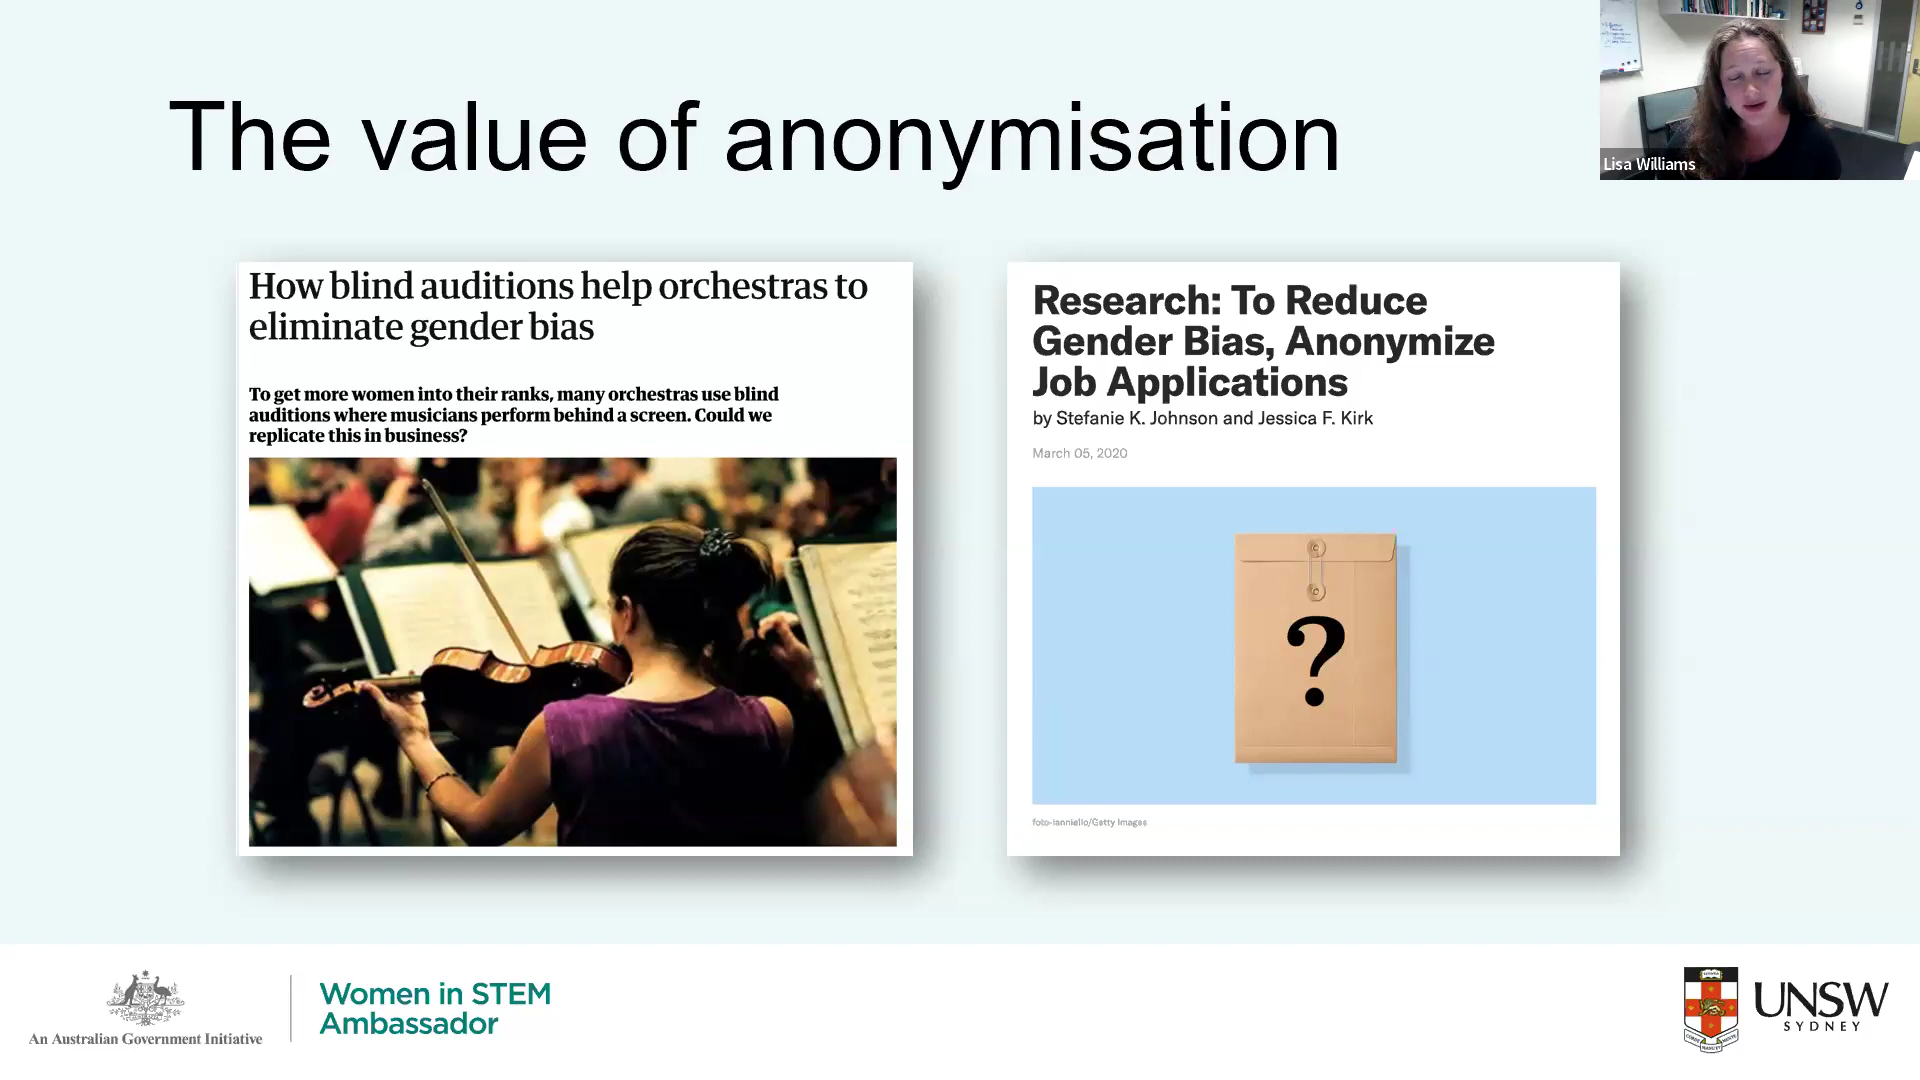 The value of anonymisation
Lisa Williams
How blind auditions help orchestras to
eliminate gender bias
To get more women into their ranks, many orchestras use blind
auditions where musicians perform behind a screen. Could we
replicate this in business?
Research: To Reduce
Gender Bias, Anonymize
Job Applications
by Stefanie K. Johnson and Jessica F. Kirk
March 05, 2020
?
foto-ianniello/Getty Images
An Australian Government Initiative
Women in STEM
Ambassador
UNSW
SYDNEY